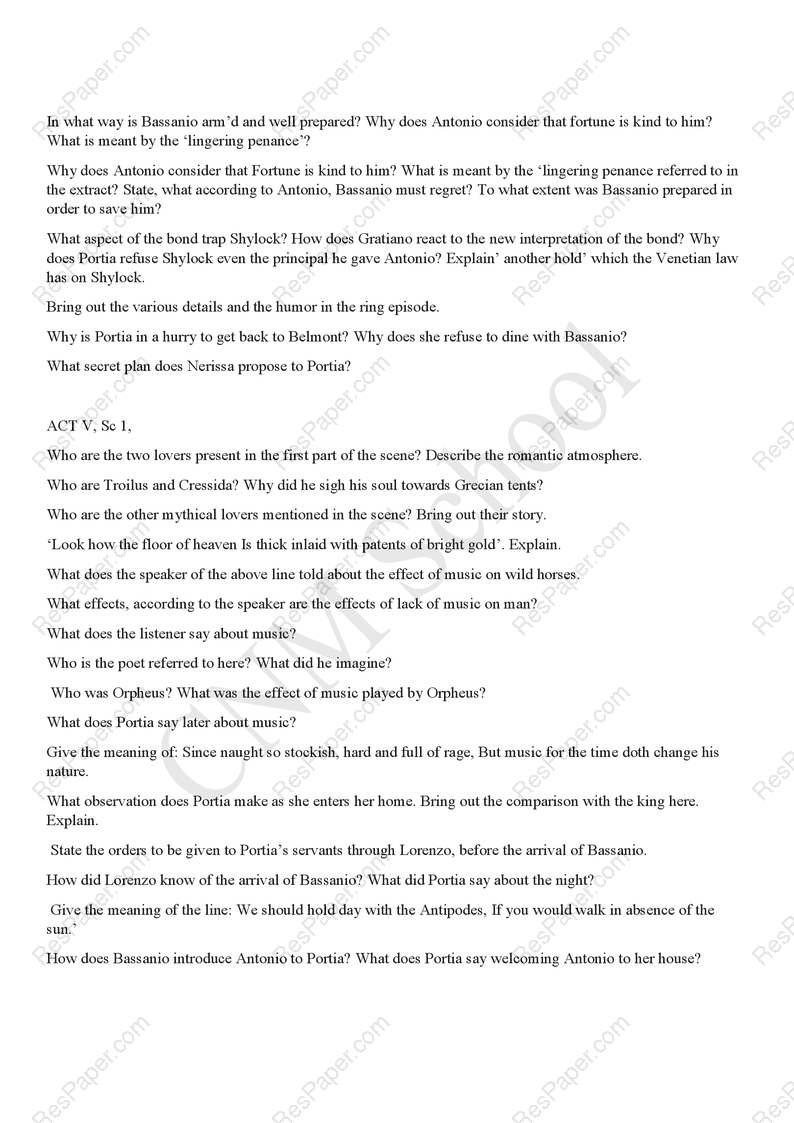 In what way is Bassanio arm’d and well prepared? Why does Antonio consider that fortune is kind to him?
What is meant by the ‘lingering penance’?
Why does Antonio consider that Fortune is kind to him? What is meant by the ‘lingering penance referred to in
the extract? State, what according to Antonio, Bassanio must regret? To what extent was Bassanio prepared in
order to save him?
What aspect of the bond trap Shylock? How does Gratiano react to the new interpretation of the bond? Why
does Portia refuse Shylock even the principal he gave Antonio? Explain’ another hold’ which the Venetian law
has on Shylock.
Bring out the various details and the humor in the ring episode.
Why is Portia in a hurry to get back to Belmont? Why does she refuse to dine with Bassanio?
What secret plan does Nerissa propose to Portia?
ACT V, Sc 1,
Who are the two lovers present in the first part of the scene? Describe the romantic atmosphere.
Who are Troilus and Cressida? Why did he sigh his soul towards Grecian tents?
Who are the other mythical lovers mentioned in the scene? Bring out their story.
‘Look how the floor of heaven Is thick inlaid with patents of bright gold’. Explain.
What does the speaker of the above line told about the effect of music on wild horses.
What effects, according to the speaker are the effects of lack of music on man?
What does the listener say about music?
Who is the poet referred to here? What did he imagine?
Who was Orpheus? What was the effect of music played by Orpheus?
What does Portia say later about music?
Give the meaning of: Since naught so stockish, hard and full of rage, But music for the time doth change his
nature.
What observation does Portia make as she enters her home. Bring out the comparison with the king here.
Explain.
State the orders to be given to Portia’s servants through Lorenzo, before the arrival of Bassanio.
How did Lorenzo know of the arrival of Bassanio? What did Portia say about the night?
Give the meaning of the line: We should hold day with the Antipodes, If you would walk in absence of the
sun.’
How does Bassanio introduce Antonio to Portia? What does Portia say welcoming Antonio to her house?
CNM School
ResPaper.com